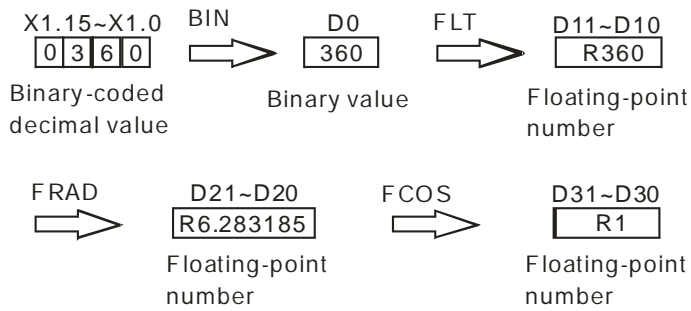 X1.15~X1.0 BIN D0 FLT D11~D10
0 3 6 0 360 R360
Binary-coded decimal value Binary value Floating-point number
FRAD D21~D20 FCOS D31~D30
R6.283185 R1
Floating-point number Floating-point number